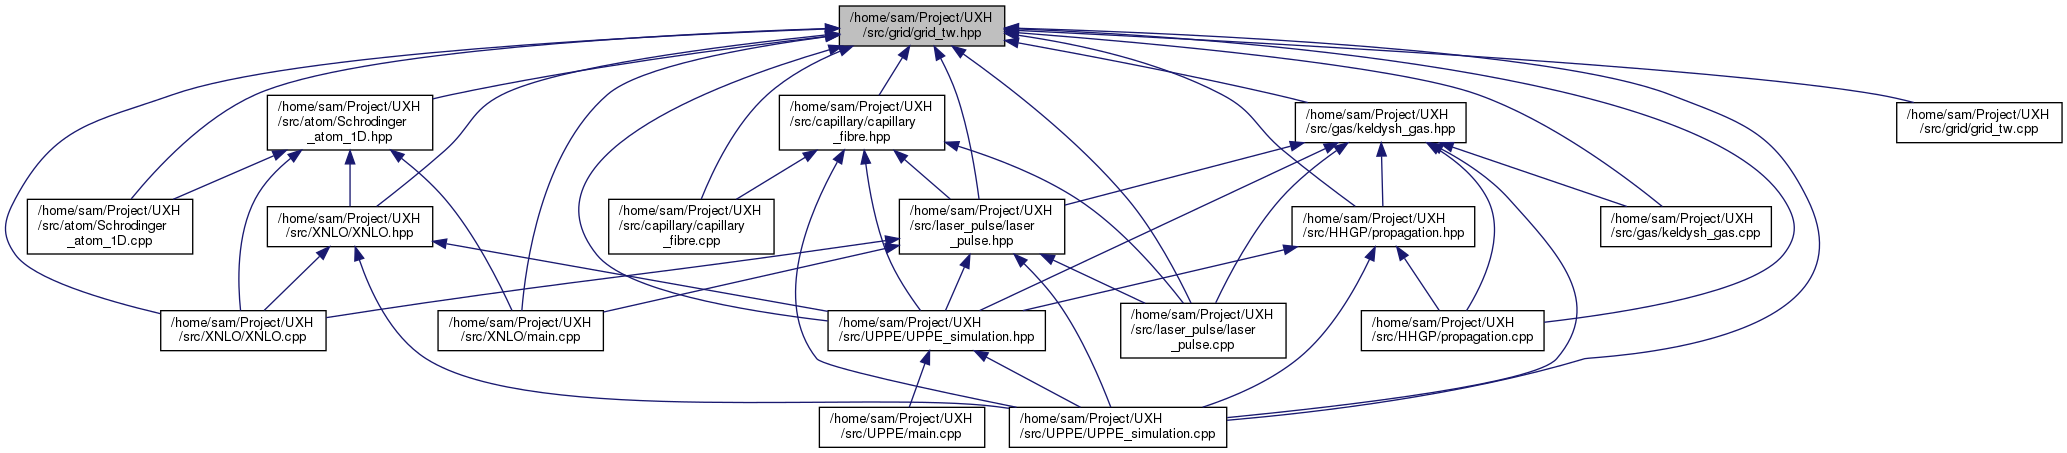 /home/sam/Project/UXH
/src/grid/grid_tw.hpp
/home/sam/Project/UXH
/src/atom/Schrodinger
_atom_1D.hpp
/home/sam/Project/UXH
/src/capillary/capillary
_fibre.hpp
/home/sam/Project/UXH
/src/gas/keldysh_gas.hpp
/home/sam/Project/UXH
/src/grid/grid_tw.cpp
/home/sam/Project/UXH
/src/atom/Schrodinger
_atom_1D.cpp
/home/sam/Project/UXH
/src/XNLO/XNLO.hpp
/home/sam/Project/UXH
/src/capillary/capillary
_fibre.cpp
/home/sam/Project/UXH
/src/laser_pulse/laser
_pulse.hpp
/home/sam/Project/UXH
/src/HHGP/propagation.hpp
/home/sam/Project/UXH
/src/gas/keldysh_gas.cpp
/home/sam/Project/UXH
/src/XNLO/XNLO.cpp
/home/sam/Project/UXH
/src/XNLO/main.cpp
/home/sam/Project/UXH
/src/UPPE/UPPE_simulation.hpp
/home/sam/Project/UXH
/src/laser_pulse/laser
_pulse.cpp
/home/sam/Project/UXH
/src/HHGP/propagation.cpp
/home/sam/Project/UXH
/src/UPPE/main.cpp
/home/sam/Project/UXH
/src/UPPE/UPPE_simulation.cpp